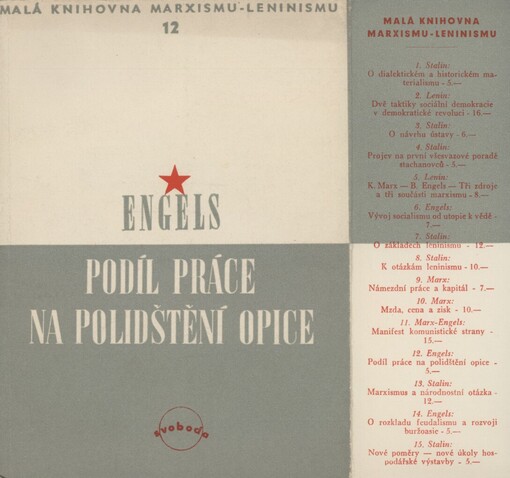 MALÁ KNIHOVNA MARXISMU-LENINISMU
12
ENGELS
PODÍL PRÁCE
NA POLIDŠTĚNÍ OPICE
svoboda
MALÁ KNIHOVNA
MARXISMU-LENINISMU
1. Stalin:
O dialektickém a historickém ma-
terialismu - 5.—
2. Lenin:
Dvě taktiky sociální demokracie
v demokratické revoluci - 16.—
3. Stalin:
O návrhu ústavy - 6.—
4. Stalin:
Projev na první všesvazové poradě
stachanovců - 5.—
5. Lenin:
K. Marx — B. Engels — Tři zdroje
a tři součásti marxismu - 8.—
6. Engels:
Vývoj socialismu od utopie k vědě -
7.—
7. Stalin:
O základech leninismu - 12.—
8. Stalin:
K otázkám leninismu - 10.—
9. Marx:
Námezdní práce a kapitál - 7.—
10. Marx:
Mzda, cena a zisk - 10.—
11. Marx-Engels:
Manifest komunistické strany -
15.—
12. Engels:
Podíl práce na polidštění opice -
5.—
13. Stalin:
Marxismus a národnostní otázka -
12.—
14. Engels:
O rozkladu feudalismu a rozvoji
buržoasie - 5.—
15. Stalin:
Nové poměry — nové úkoly hos-
podářské výstavby - 5.—